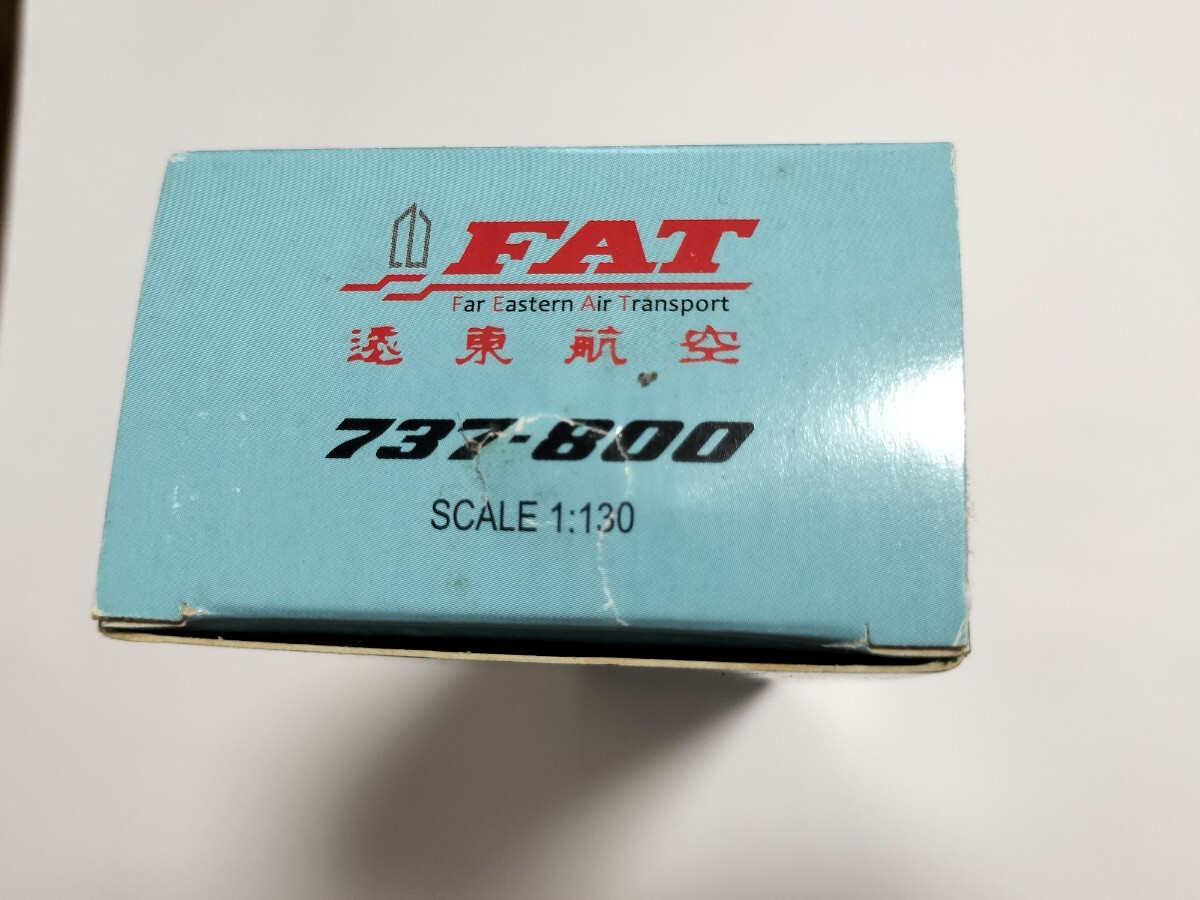 FAT
Far Eastern Air Transport
遠東航空
737-800
SCALE 1:130